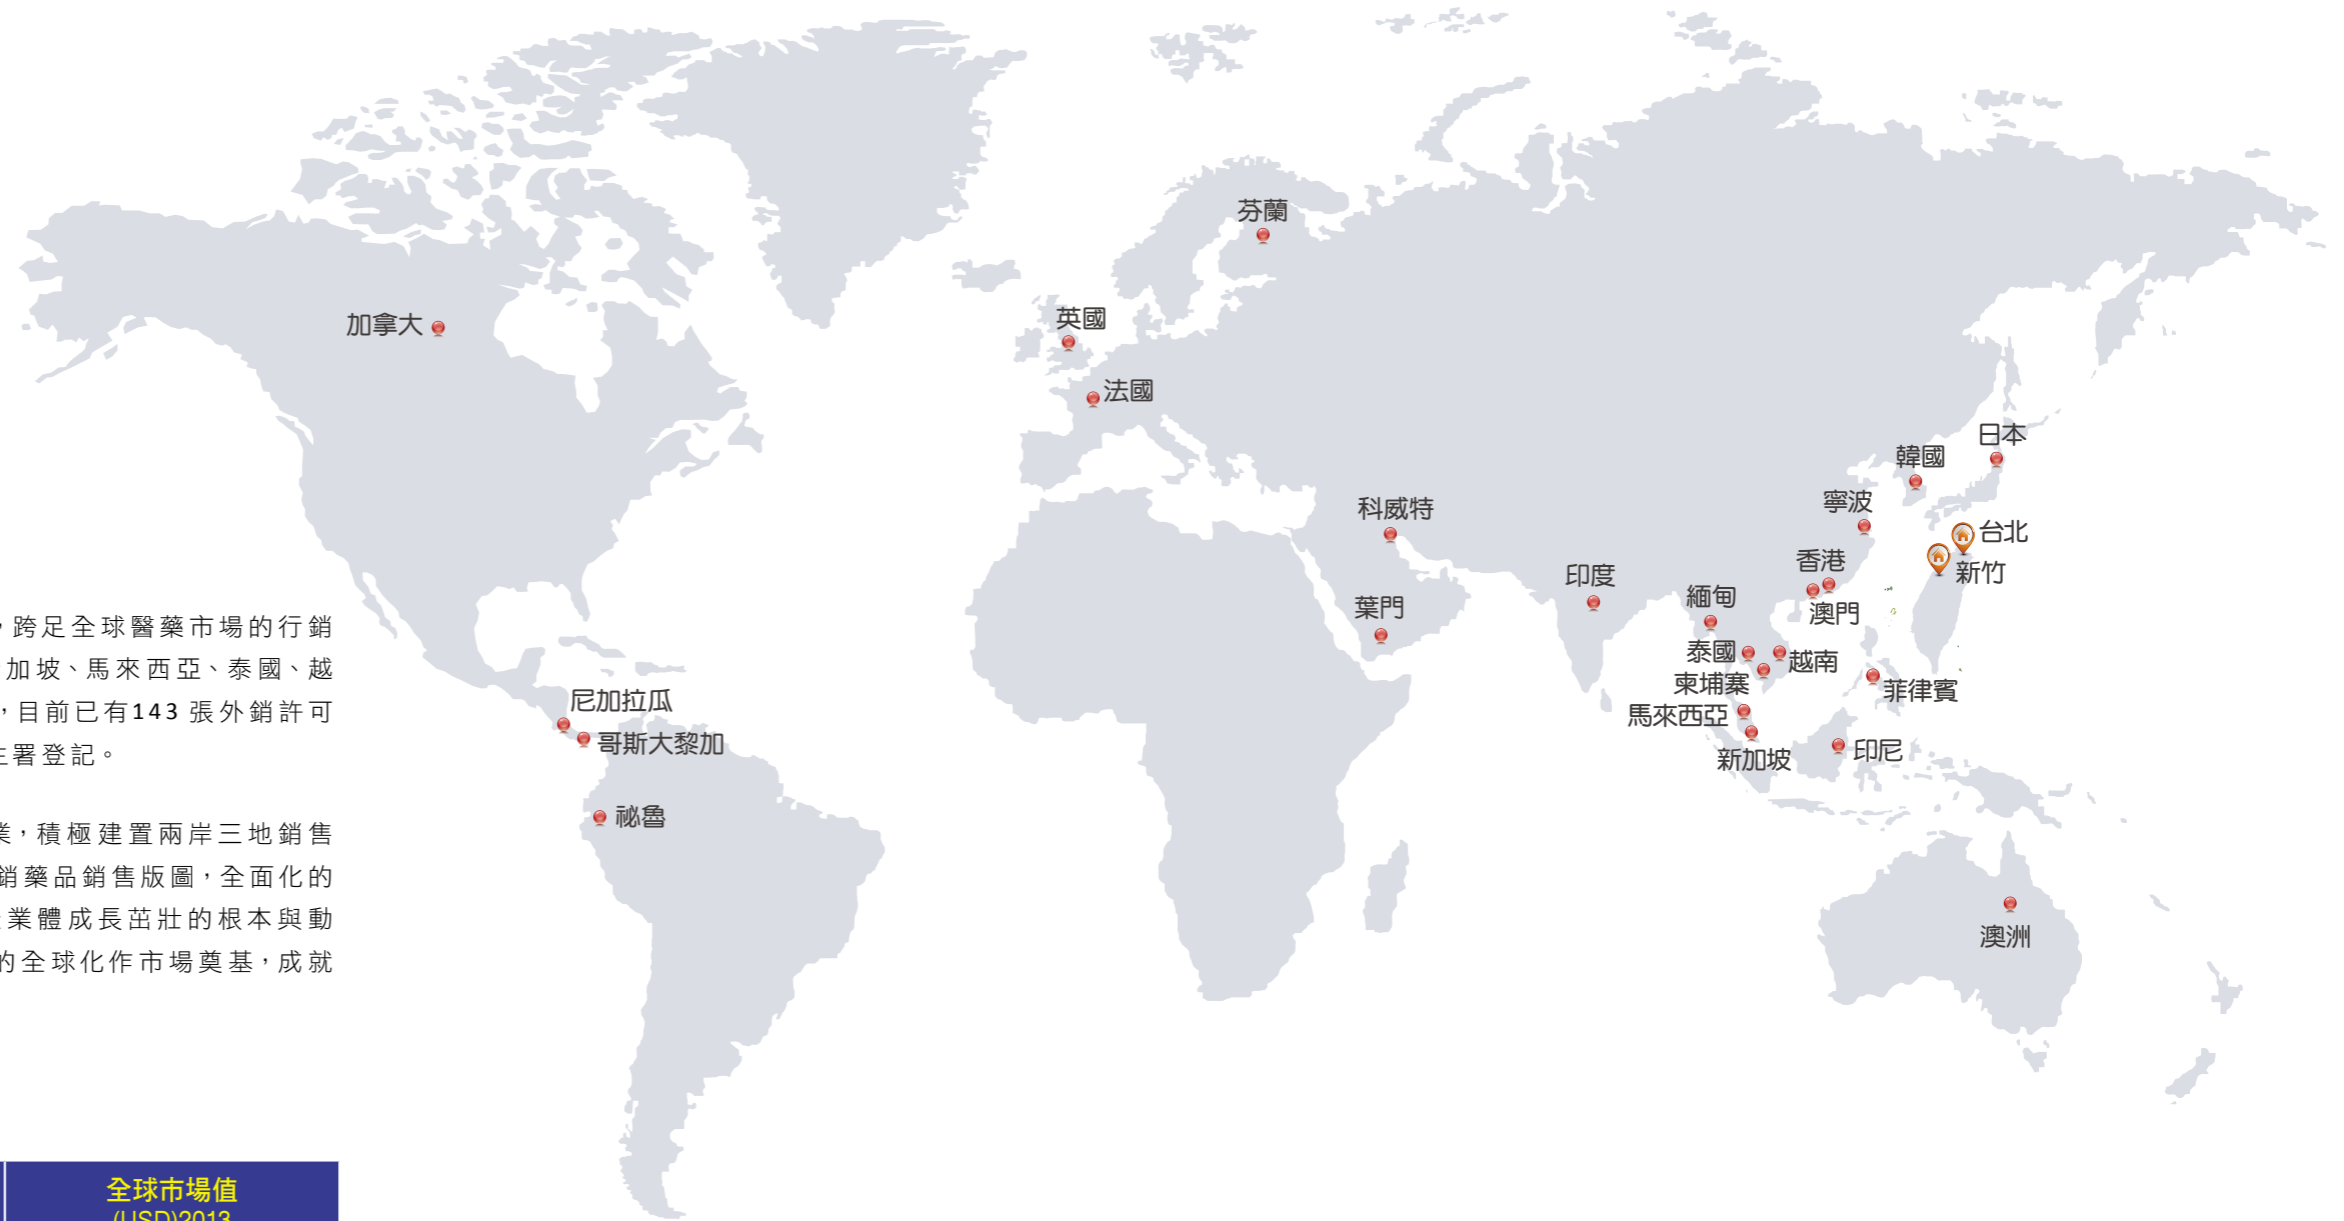 芬蘭
加拿大
英國
法國
日本
韓國
寧波
科威特
台北
香港
印度
新竹
緬甸
葉門
澳門
，跨足全球醫藥市場的行銷
泰國
越南
加坡、馬來西亞、泰國、越
柬埔寨
菲律賓
尼加拉瓜
，目前已有143 張外銷許可
馬來西亞
哥斯大黎加
生署登記。
新加坡
印尼
祕魯
業，積極建置兩岸三地銷售
銷藥品銷售版圖，全面化的
業體成長茁壯的根本與動
澳洲
的全球化作市場奠基，成就
全球市場值
(USD)2013